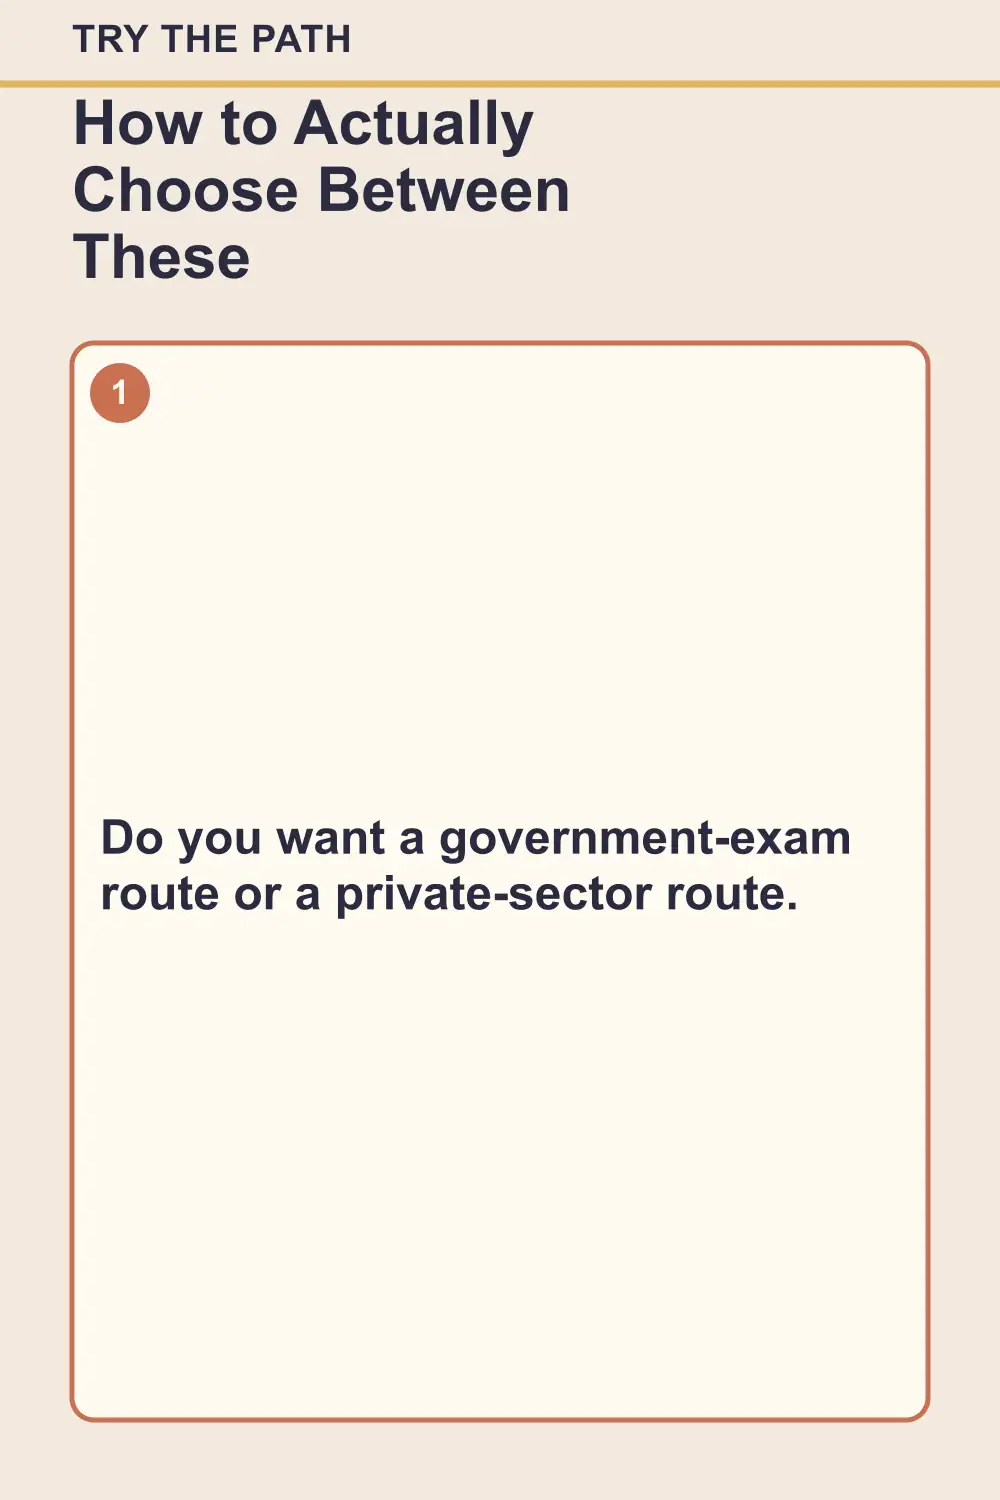 TRY THE PATH
How to Actually
Choose Between
These
1
Do you want a government-exam
route or a private-sector route.